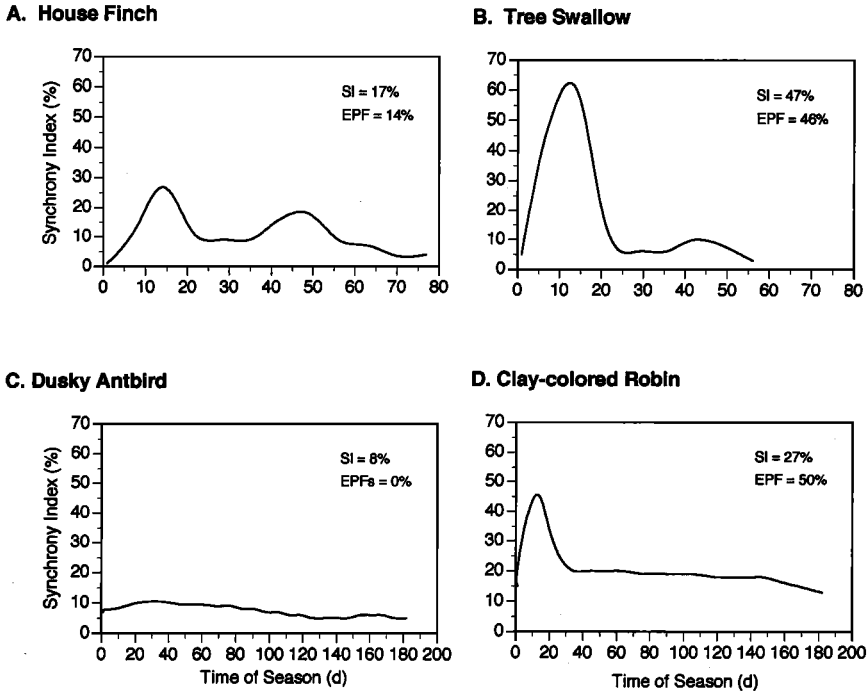 A. House Finch
Synchrony Index (%)
70
60
50
40
30
20
10
0
SI = 17%
EPF = 14%
0 10 20 30 40 50 60 70 80
B. Tree Swallow
70
60
50
40
30
20
10
0
SI = 47%
EPF = 46%
0 10 20 30 40 50 60 70 80
C. Dusky Antbird
Synchrony Index (%)
70
60
50
40
30
20
10
0
SI = 8%
EPFs = 0%
0 20 40 60 80 100 120 140 160 180 200
Time of Season (d)
D. Clay-colored Robin
70
60
50
40
30
20
10
0
SI = 27%
EPF = 50%
0 20 40 60 80 100 120 140 160 180 200
Time of Season (d)